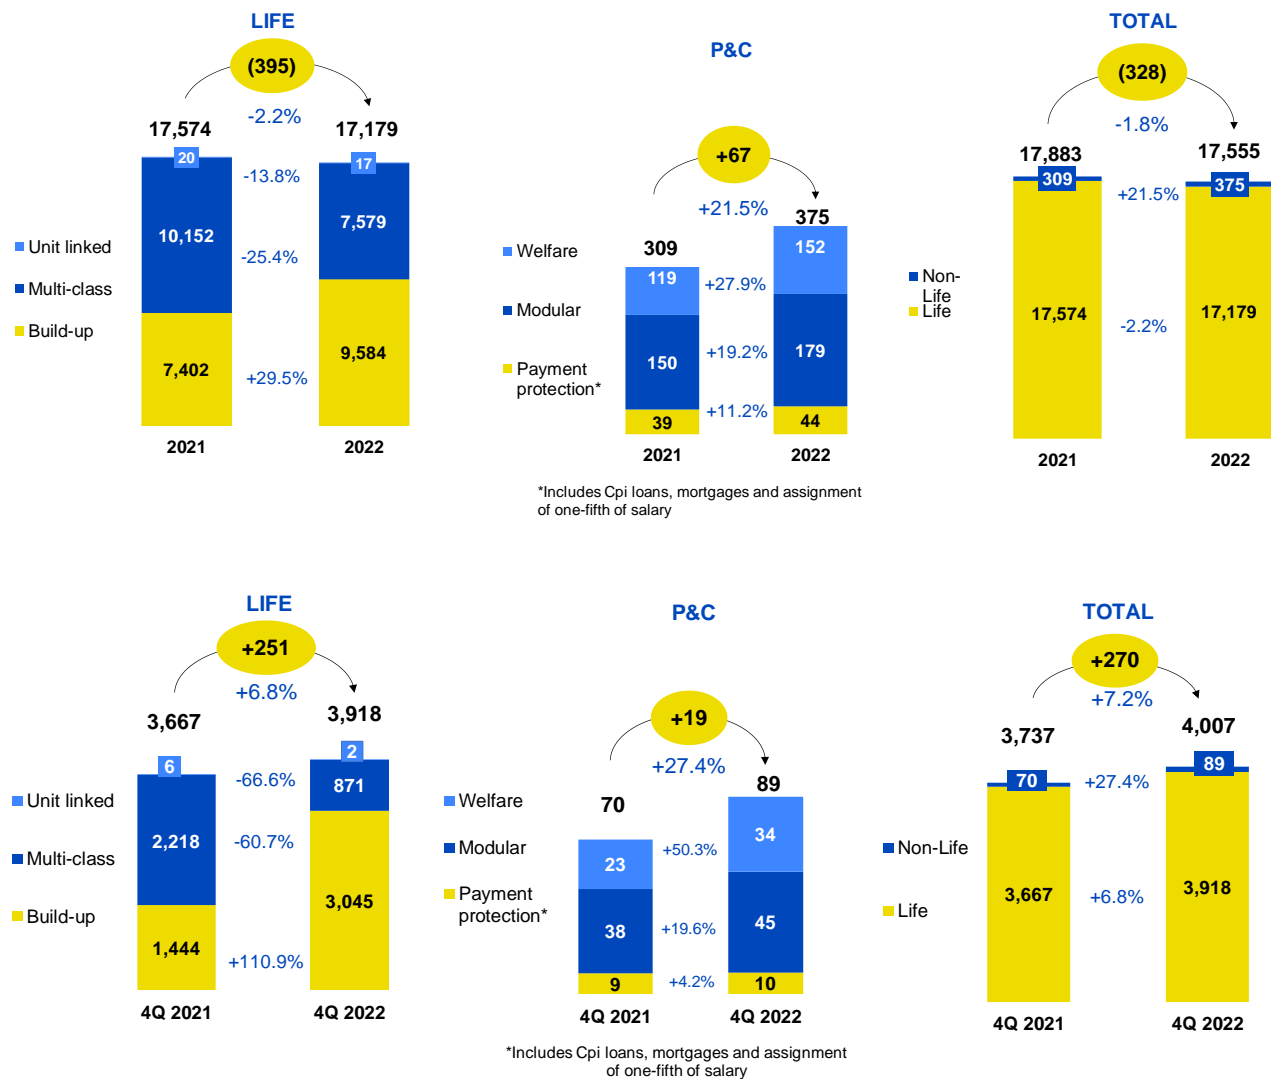 LIFE
(395)
-2.2%
17,574
17,179
20
-13.8%
17
10,152
-25.4%
7,579
Unit linked
Multi-class
Build-up
7,402
+29.5%
9,584
2021
2022
P&C
+67
+21.5%
309
375
Welfare
Modular
Payment
protection*
119
+27.9%
152
150
+19.2%
179
39
+11.2%
44
2021
2022
*Includes Cpi loans, mortgages and assignment
of one-fifth of salary
TOTAL
(328)
-1.8%
17,883
17,555
309
+21.5%
375
Non-
Life
Life
17,574
-2.2%
17,179
2021
2022
LIFE
+251
+6.8%
3,667
3,918
6
-66.6%
2
871
Unit linked
Multi-class
Build-up
2,218
-60.7%
3,045
1,444
+110.9%
4Q 2021
4Q 2022
P&C
+19
+27.4%
70
89
Welfare
Modular
Payment
protection*
23
+50.3%
34
38
+19.6%
45
9
+4.2%
10
4Q 2021
4Q 2022
*Includes Cpi loans, mortgages and assignment
of one-fifth of salary
TOTAL
+270
+7.2%
3,737
4,007
70
+27.4%
89
Non-Life
Life
3,667
+6.8%
3,918
4Q 2021
4Q 2022